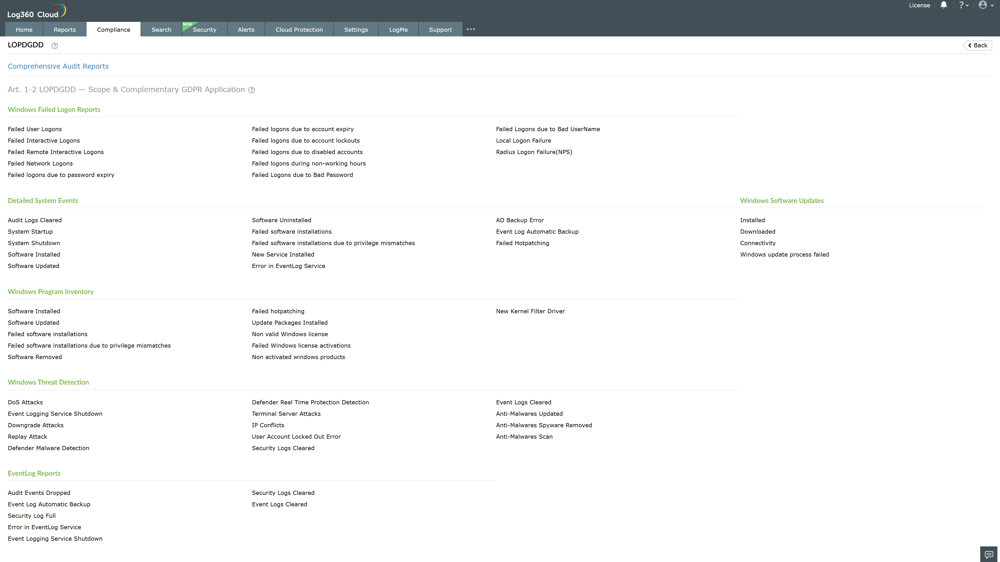 Log360 Cloud
License
?
Home
Reports
Compliance
Search
NEW
Security
Alerts
Cloud Protection
Settings
LogMe
Support
LOPDGDD ?
Back
Comprehensive Audit Reports
Art. 1-2 LOPDGDD — Scope & Complementary GDPR Application ?
Windows Failed Logon Reports
Failed User Logons
Failed Interactive Logons
Failed Remote Interactive Logons
Failed Network Logons
Failed logons due to password expiry
Failed logons due to account expiry
Failed logons due to account lockouts
Failed logons due to disabled accounts
Failed logons during non-working hours
Failed Logons due to Bad Password
Failed Logons due to Bad UserName
Local Logon Failure
Radius Logon Failure(NPS)
Detailed System Events
Audit Logs Cleared
System Startup
System Shutdown
Software Installed
Software Updated
Software Uninstalled
Failed software installations
Failed software installations due to privilege mismatches
New Service Installed
Error in EventLog Service
AD Backup Error
Event Log Automatic Backup
Failed Hotpatching
Windows Software Updates
Installed
Downloaded
Connectivity
Windows update process failed
Windows Program Inventory
Software Installed
Software Updated
Failed software installations
Failed software installations due to privilege mismatches
Software Removed
Failed hotpatching
Update Packages Installed
Non valid Windows license
Failed Windows license activations
Non activated windows products
New Kernel Filter Driver
Windows Threat Detection
DoS Attacks
Event Logging Service Shutdown
Downgrade Attacks
Replay Attack
Defender Malware Detection
Defender Real Time Protection Detection
Terminal Server Attacks
IP Conflicts
User Account Locked Out Error
Security Logs Cleared
Event Logs Cleared
Anti-Malwares Updated
Anti-Malwares Spyware Removed
Anti-Malwares Scan
EventLog Reports
Audit Events Dropped
Event Log Automatic Backup
Security Log Full
Error in EventLog Service
Event Logging Service Shutdown
Security Logs Cleared
Event Logs Cleared